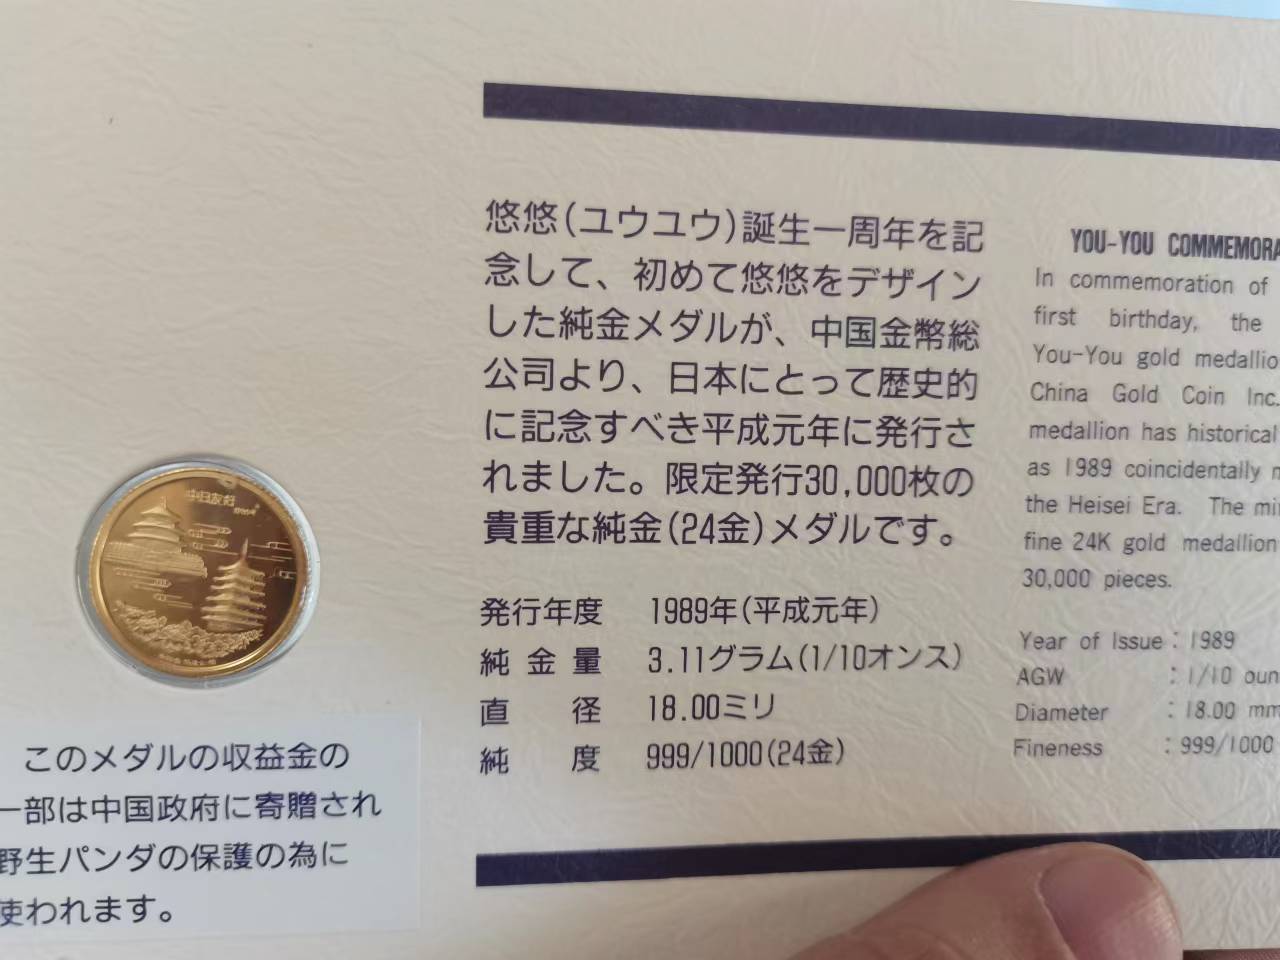 悠悠(ユウユウ)誕生一周年を記
念して、初めて悠悠をデザイン
した純金メダルが、中国金幣総
公司より、日本にとって歴史的
に記念すべき平成元年に発行さ
れました。限定発行30,000枚の
貴重な純金(24金)メダルです。
発行年度 1989年(平成元年)
純金量 3.11グラム(1/10オンス)
直径 18.00ミリ
純度 999/1000(24金)
YOU-YOU COMMEMORA
In commemoration of
first birthday, the
You-You gold medallio
China Gold Coin Inc.
medallion has historical
as 1989 coincidentally
the Heisei Era. The
fine 24K gold medallion
30,000 pieces.
Year of Issue : 1989
AGW : 1/10 oun
Diameter : 18.00 mm
Fineness : 999/1000
中日友好
このメダルの収益金の
一部は中国政府に寄贈され
野生パンダの保護の為に
使われます。